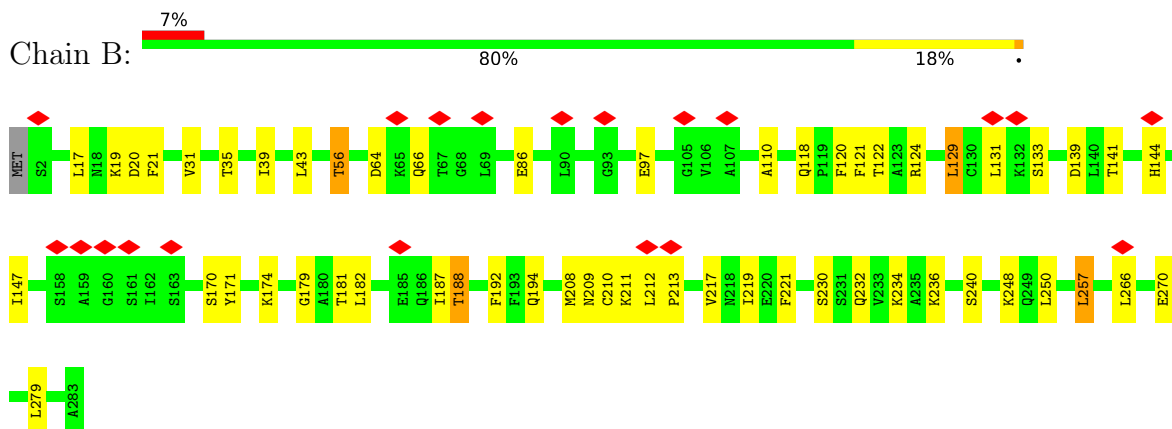 7%
Chain B:
80% 18% •
MET S2 L17 N18 K19 D20 F21 V31 T35 I39 L43 T56 D64 K65 Q66 T67 G68 L69 E86 L90 G93 E97 G105 V106 A107 A110 Q118 P119 F120 F121 T122 A123 R124 L129 C130 L131 K132 S133 D139 L140 T141 H144
I147 S158 A159 G160 S161 I162 S163 S170 Y171 K174 G179 A180 T181 L182 E185 Q186 I187 T188 F192 F193 Q194 M208 N209 C210 K211 L212 P213 V217 N218 I219 E220 F221 S230 S231 Q232 V233 K234 A235 K236 S240 K248 Q249 L250 L257 L266 E270
L279 A283